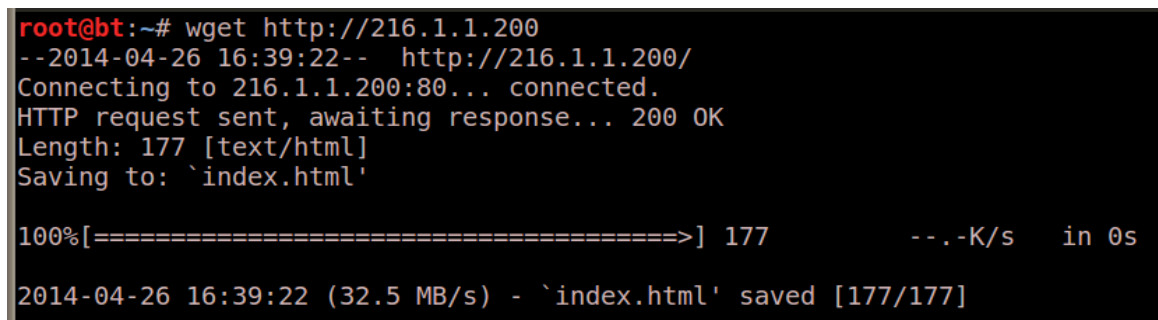 root@bt:~# wget http://216.1.1.200
--2014-04-26 16:39:22--  http://216.1.1.200/
Connecting to 216.1.1.200:80... connected.
HTTP request sent, awaiting response... 200 OK
Length: 177 [text/html]
Saving to: `index.html'
100%[======================================>] 177         --.-K/s   in 0s
2014-04-26 16:39:22 (32.5 MB/s) - `index.html' saved [177/177]